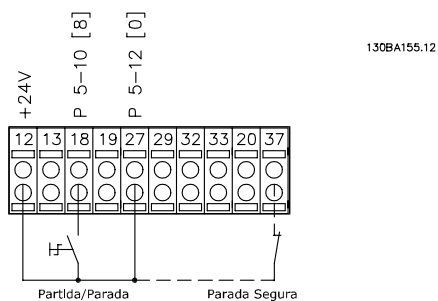 +24V
P 5-10 [8]
P 5-12 [0]
130BA155.12
12 13 18 19 27 29 32 33 20 37
Partida/Parada
Parada Segura